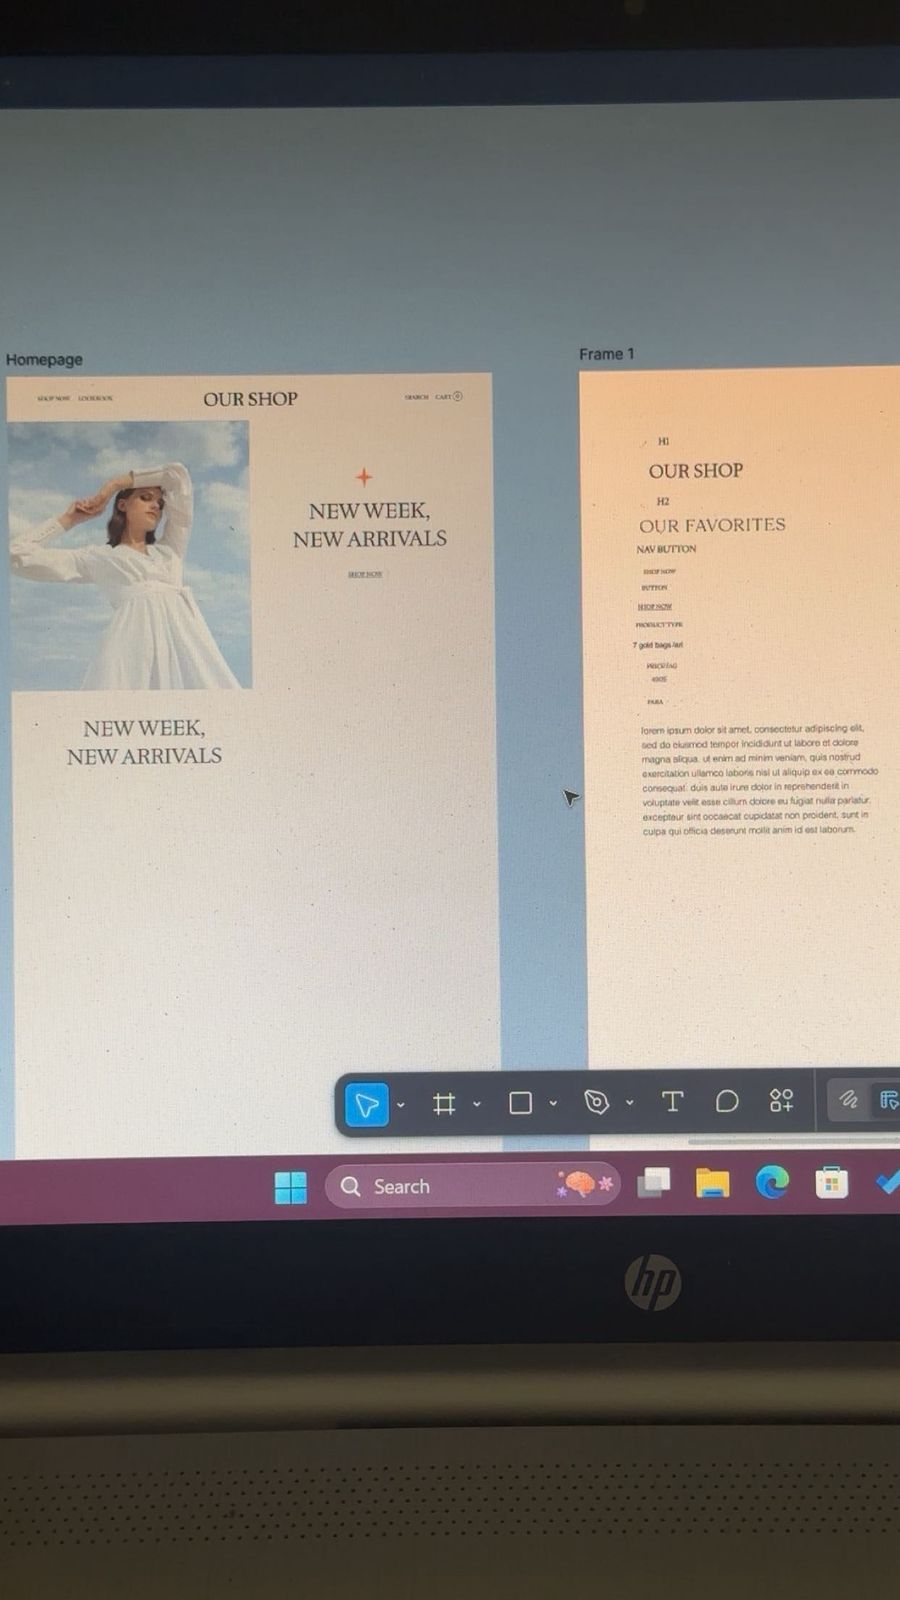 Homepage
SHOP NOW LOOKBOOK
OUR SHOP
SEARCH CART 0
NEW WEEK,
NEW ARRIVALS
SHOP NOW
NEW WEEK,
NEW ARRIVALS
Frame 1
H1
OUR SHOP
H2
OUR FAVORITES
NAV BUTTON
SHOP NOW
BUTTON
SHOP NOW
PRODUCT TYPE
7 gold bags
PARA
lorem ipsum dolor sit amet, consectetur adipiscing elit,
sed do eiusmod tempor incididunt ut labore et dolore
magna aliqua. ut enim ad minim veniam, quis nostrud
exercitation ullamco laboris nisi ut aliquip ex ea commodo
consequat. duis aute irure dolor in reprehenderit in
voluptate velit esse cillum dolore eu fugiat nulla pariatur.
excepteur sint occaecat cupidatat non proident, sunt in
culpa qui officia deserunt mollit anim id est laborum.
Search
hp